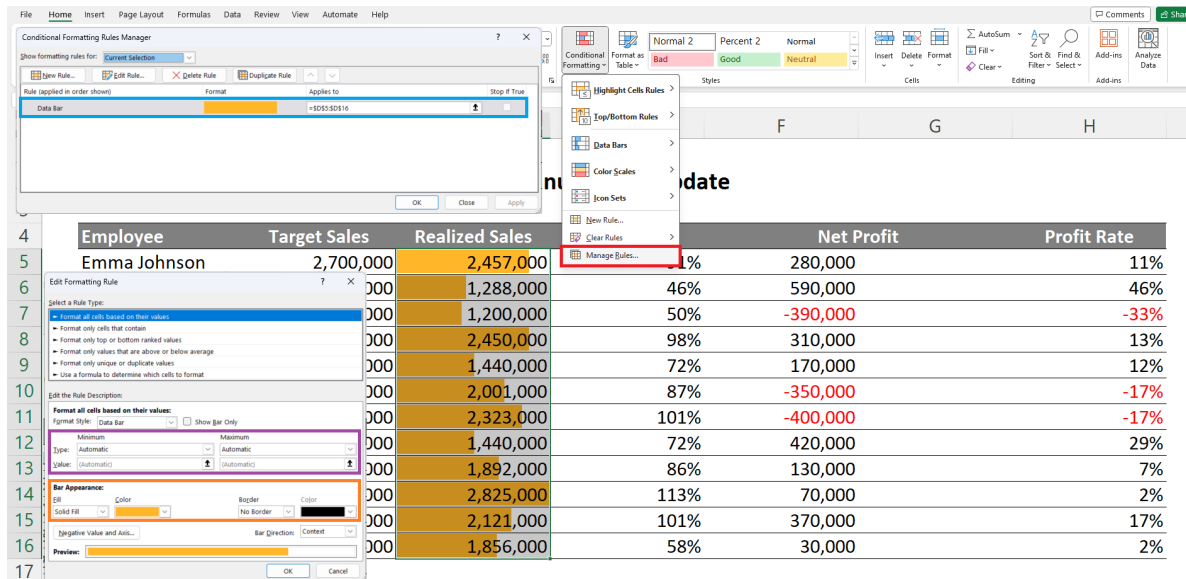 File Home Insert Page Layout Formulas Data Review View Automate Help Comments Shar
Conditional Formatting Rules Manager ? X
Show formatting rules for: Current Selection
New Rule... Edit Rule... Delete Rule Duplicate Rule
Rule (applied in order shown) Format Applies to Stop If True
Data Bar =$D$5:$D$16
OK Close Apply
Conditional Formatting Format as Table
Normal 2 Percent 2 Normal
Bad Good Neutral
Styles
Insert Delete Format
Cells
AutoSum
Fill
Clear
Sort & Filter Find & Select
Editing
Add-ins
Add-ins
Analyze Data
Highlight Cells Rules
Top/Bottom Rules
Data Bars
Color Scales
Icon Sets
New Rule...
Clear Rules
Manage Rules...
F G H
nu date
4 Employee Target Sales Realized Sales Net Profit Profit Rate
5 Emma Johnson 2,700,000 2,457,000 91% 280,000 11%
6 000 1,288,000 46% 590,000 46%
7 000 1,200,000 50% -390,000 -33%
8 000 2,450,000 98% 310,000 13%
9 000 1,440,000 72% 170,000 12%
10 000 2,001,000 87% -350,000 -17%
11 000 2,323,000 101% -400,000 -17%
12 000 1,440,000 72% 420,000 29%
13 000 1,892,000 86% 130,000 7%
14 000 2,825,000 113% 70,000 2%
15 000 2,121,000 101% 370,000 17%
16 000 1,856,000 58% 30,000 2%
17
Edit Formatting Rule ? X
Select a Rule Type:
► Format all cells based on their values
► Format only cells that contain
► Format only top or bottom ranked values
► Format only values that are above or below average
► Format only unique or duplicate values
► Use a formula to determine which cells to format
Edit the Rule Description:
Format all cells based on their values:
Format Style: Data Bar Show Bar Only
Minimum Maximum
Type: Automatic Automatic
Value: (Automatic) (Automatic)
Bar Appearance:
Fill Color Border Color
Solid Fill No Border
Negative Value and Axis... Bar Direction: Context
Preview:
OK Cancel